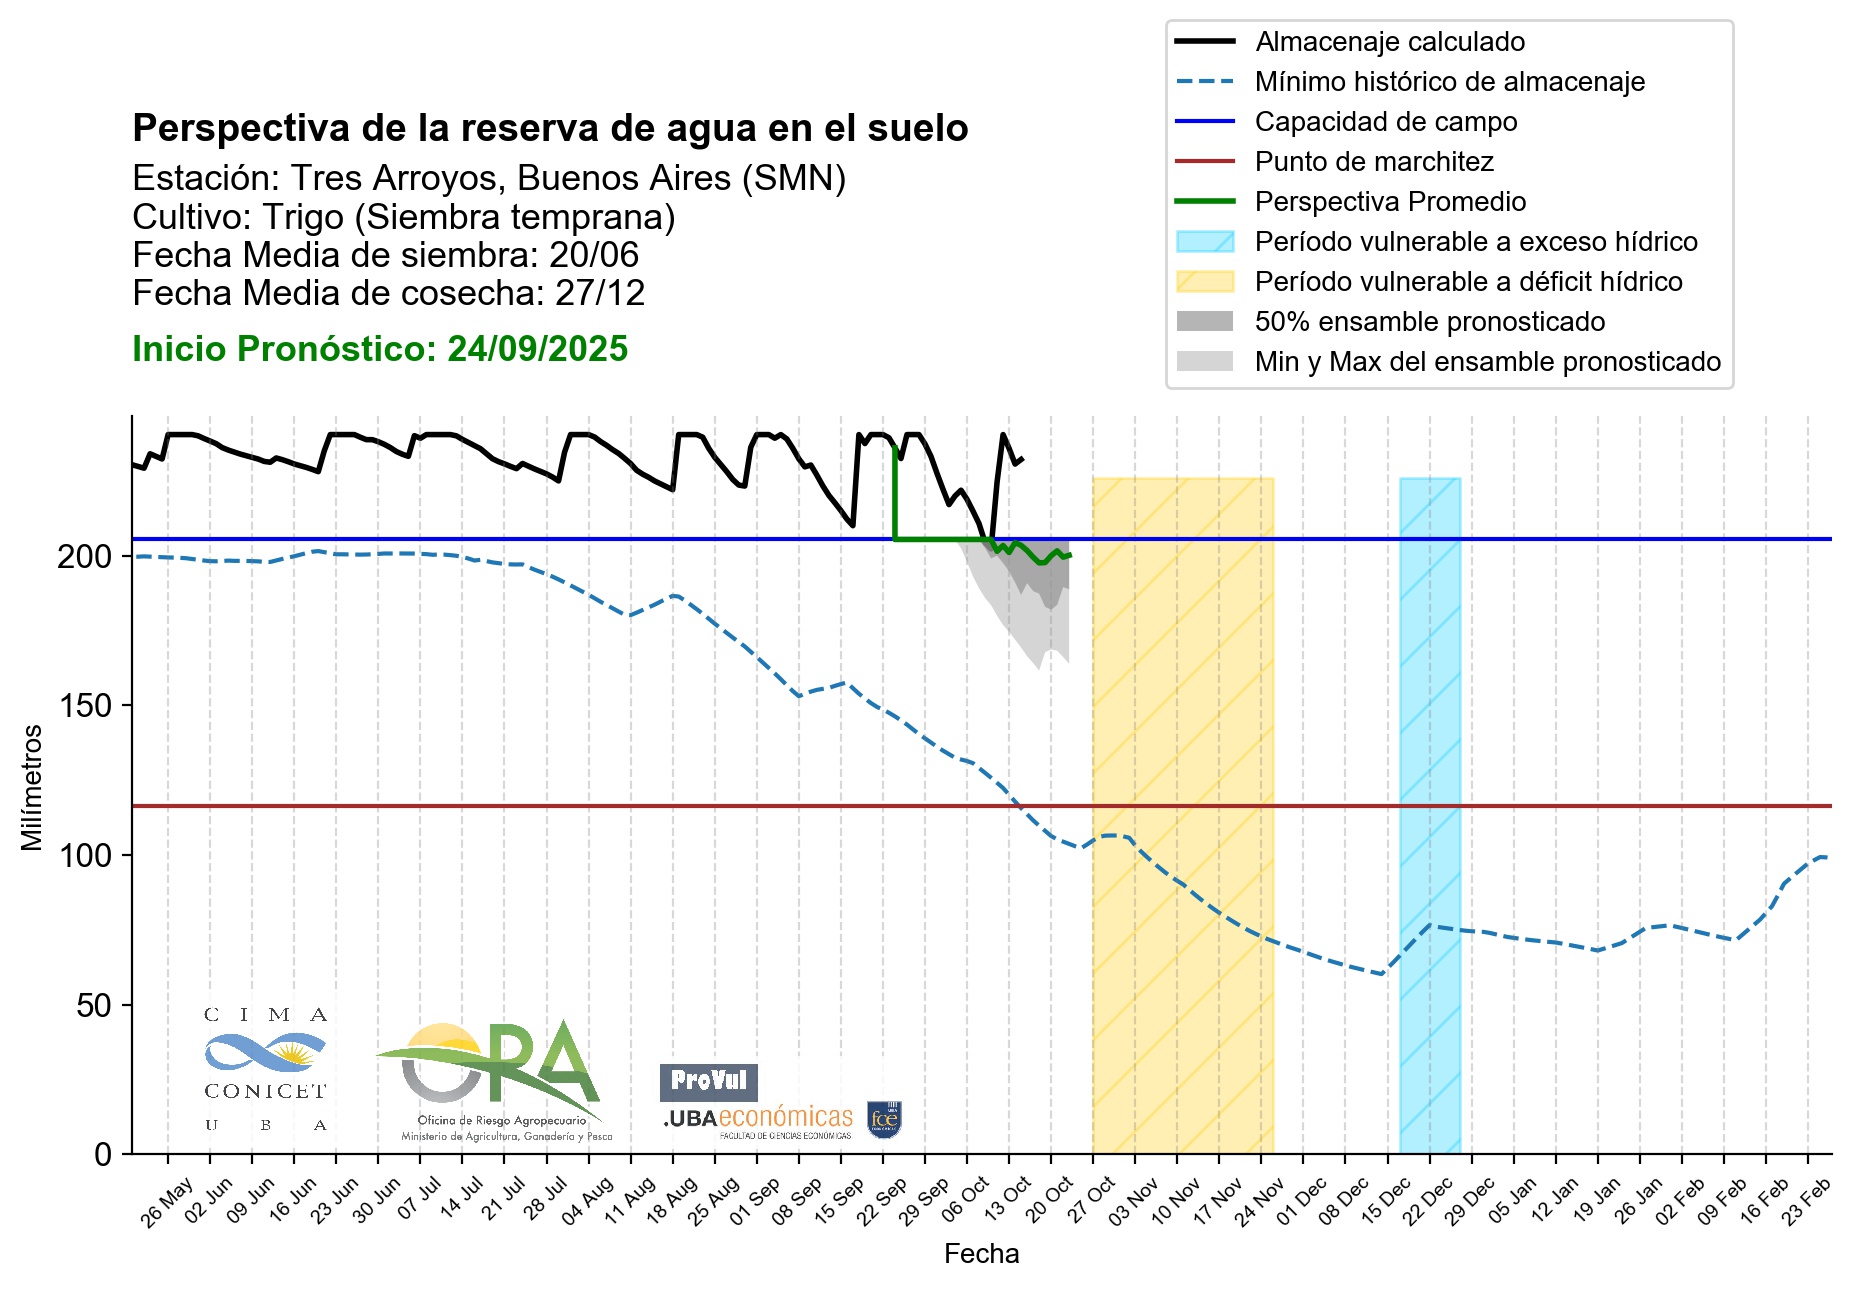 Almacenaje calculado
Mínimo histórico de almacenaje
Capacidad de campo
Punto de marchitez
Perspectiva Promedio
Período vulnerable a exceso hídrico
Período vulnerable a déficit hídrico
50% ensamble pronosticado
Min y Max del ensamble pronosticado
Perspectiva de la reserva de agua en el suelo
Estación: Tres Arroyos, Buenos Aires (SMN)
Cultivo: Trigo (Siembra temprana)
Fecha Media de siembra: 20/06
Fecha Media de cosecha: 27/12
Inicio Pronóstico: 24/09/2025
Milímetros
200
150
100
50
0
C I M A
CONICET
U B A
ORA
Oficina de Riesgo Agropecuario
Ministerio de Agricultura, Ganadería y Pesca
ProVul
.UBAeconómicas
FACULTAD DE CIENCIAS ECONÓMICAS
fce
26 May
02 Jun
09 Jun
16 Jun
23 Jun
30 Jun
07 Jul
14 Jul
21 Jul
28 Jul
04 Aug
11 Aug
18 Aug
25 Aug
01 Sep
08 Sep
15 Sep
22 Sep
29 Sep
06 Oct
13 Oct
20 Oct
27 Oct
03 Nov
10 Nov
17 Nov
24 Nov
01 Dec
08 Dec
15 Dec
22 Dec
29 Dec
05 Jan
12 Jan
19 Jan
26 Jan
02 Feb
09 Feb
16 Feb
23 Feb
Fecha